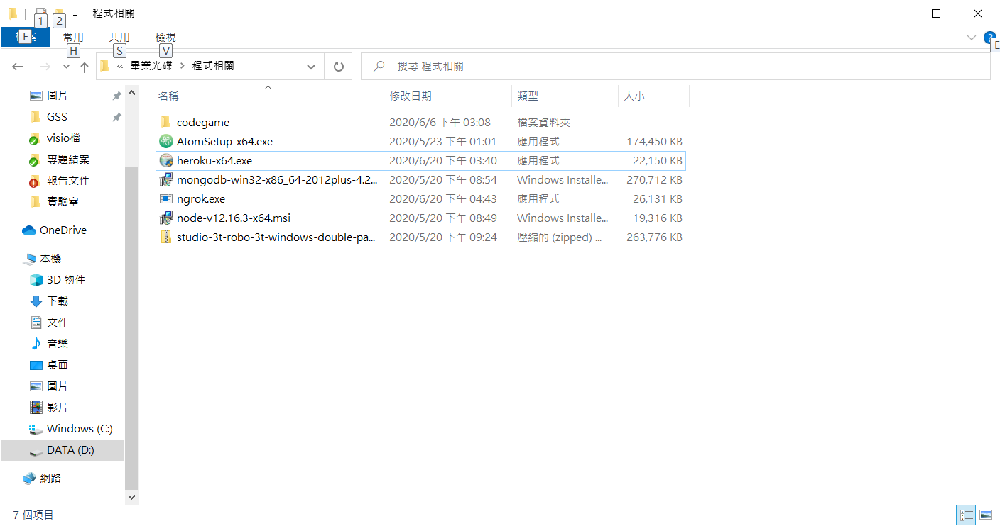 1 2 程式相關
F 常用 共用 檢視
H S V E
« 畢業光碟 > 程式相關 搜尋 程式相關
名稱 修改日期 類型 大小
codegame- 2020/6/6 下午 03:08 檔案資料夾
AtomSetup-x64.exe 2020/5/23 下午 01:01 應用程式 174,450 KB
heroku-x64.exe 2020/6/20 下午 03:40 應用程式 22,150 KB
mongodb-win32-x86_64-2012plus-4.2... 2020/5/20 下午 08:54 Windows Installe... 270,712 KB
ngrok.exe 2020/6/20 下午 04:43 應用程式 26,131 KB
node-v12.16.3-x64.msi 2020/5/20 下午 08:49 Windows Installe... 19,316 KB
studio-3t-robo-3t-windows-double-pa... 2020/5/20 下午 09:24 壓縮的 (zipped) ... 263,776 KB
圖片
GSS
visio檔
專題結案
報告文件
實驗室
OneDrive
本機
3D 物件
下載
文件
音樂
桌面
圖片
影片
Windows (C:)
DATA (D:)
網路
7 個項目